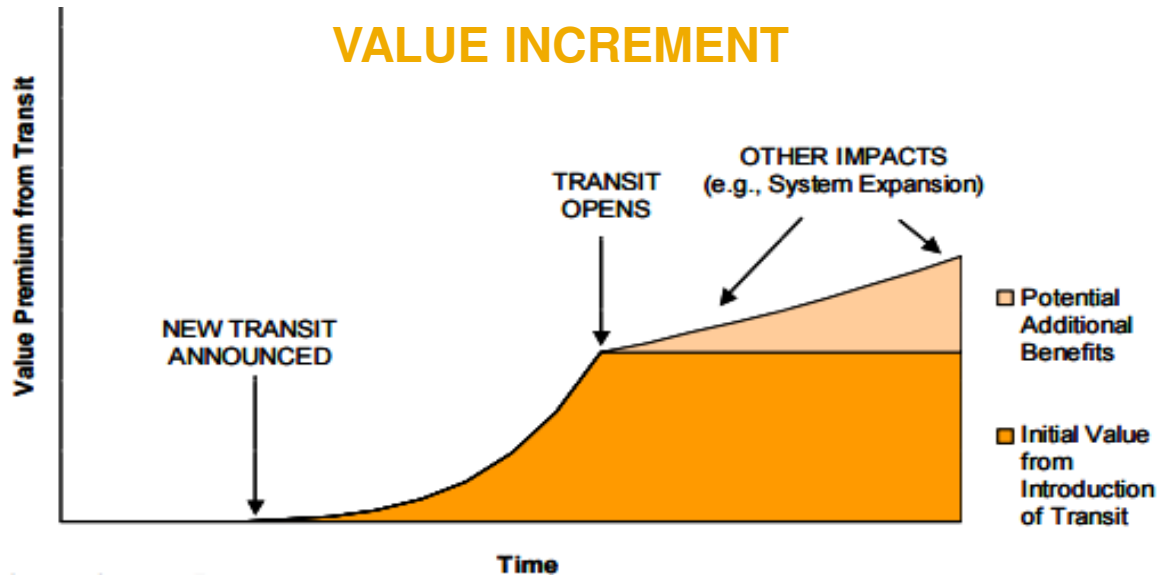 VALUE INCREMENT
Value Premium from Transit
OTHER IMPACTS
(e.g., System Expansion)
TRANSIT
OPENS
NEW TRANSIT
ANNOUNCED
Potential
Additional
Benefits
Initial Value
from
Introduction
of Transit
Time